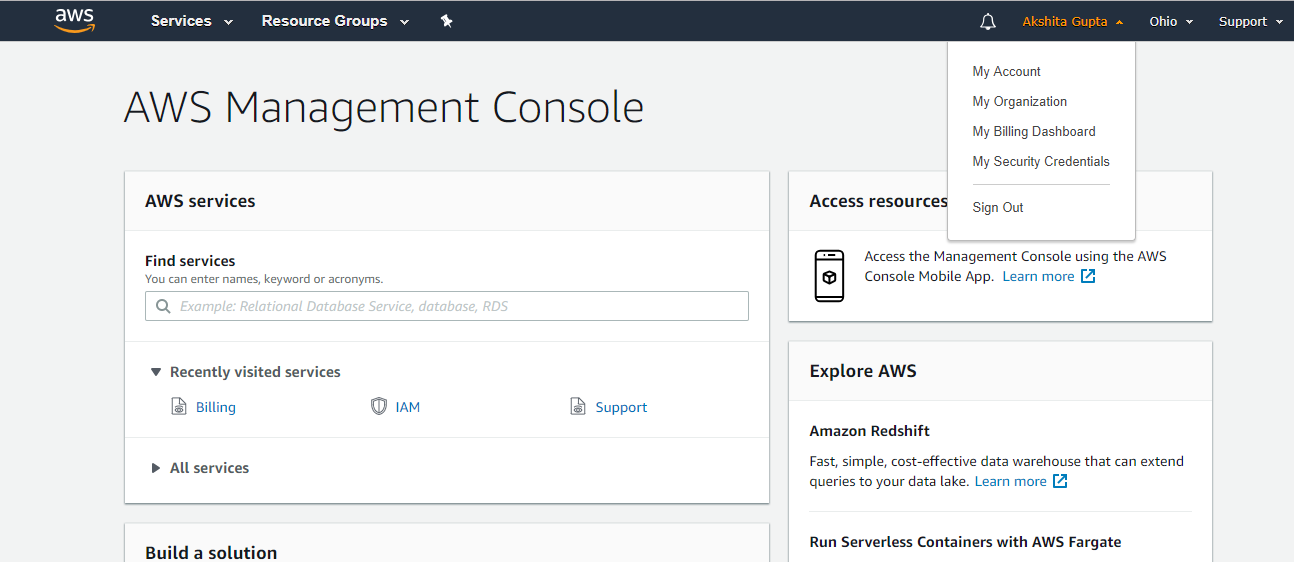 aws
Services
Resource Groups
Akshita Gupta
Ohio
Support
My Account
My Organization
My Billing Dashboard
My Security Credentials
Sign Out
AWS Management Console
AWS services
Find services
You can enter names, keyword or acronyms.
Example: Relational Database Service, database, RDS
Recently visited services
Billing
IAM
Support
All services
Build a solution
Access resources
Access the Management Console using the AWS
Console Mobile App. Learn more
Explore AWS
Amazon Redshift
Fast, simple, cost-effective data warehouse that can extend
queries to your data lake. Learn more
Run Serverless Containers with AWS Fargate